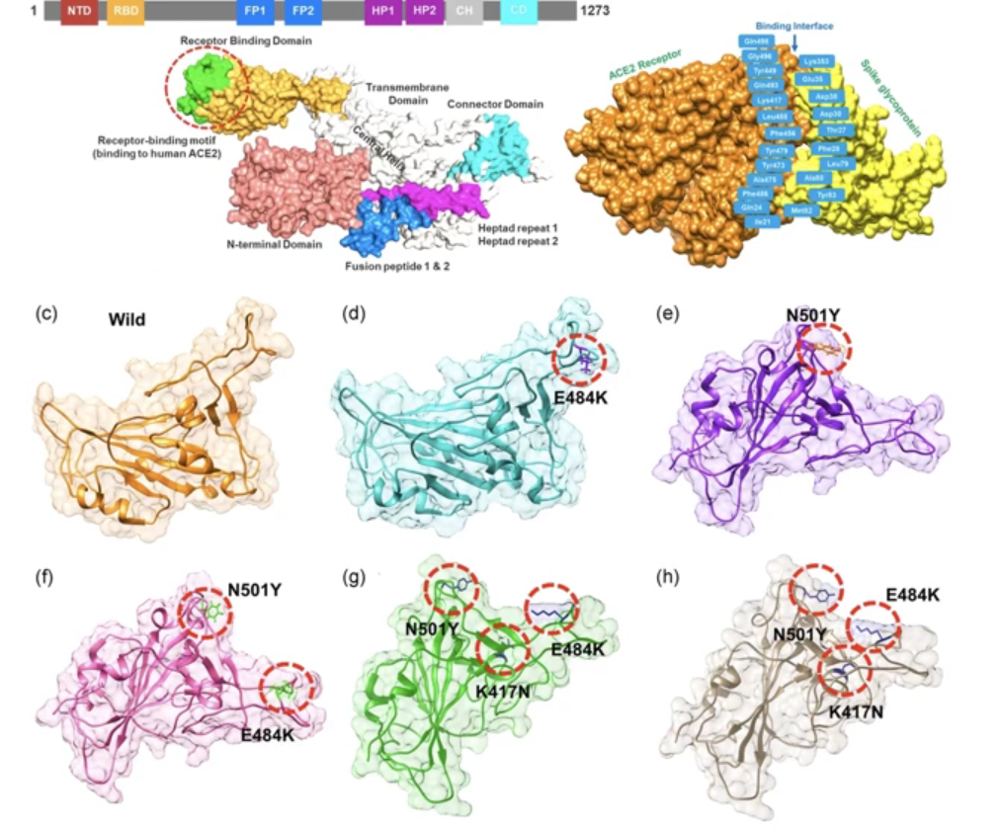 1 NTD RBD FP1 FP2 HP1 HP2 CH CD 1273
Receptor Binding Domain
Transmembrane
Domain
Connector Domain
Central Helix
Receptor-binding motif
(binding to human ACE2)
N-terminal Domain
Heptad repeat 1
Heptad repeat 2
Fusion peptide 1 & 2
Binding Interface
ACE2 Receptor
Spike glycoprotein
Gln498
Gly496
Tyr449
Gln493
Lys417
Leu455
Phe456
Tyr473
Ala475
Phe486
Gln24
Ile21
Lys353
Glu35
Asp38
Asp30
Thr27
Phe28
Leu79
Tyr83
Met82
(c)
Wild
(d)
E484K
(e)
N501Y
(f)
N501Y
E484K
(g)
N501Y
E484K
K417N
(h)
E484K
N501Y
K417N